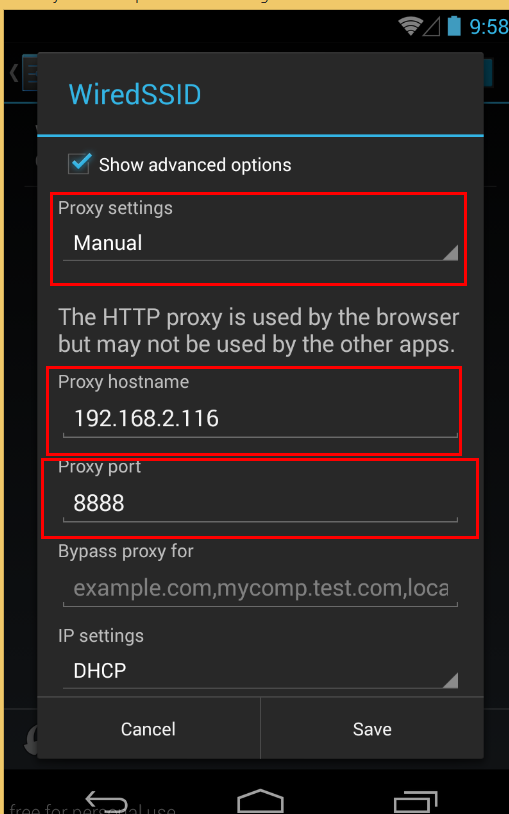 9:58
WiredSSID
Show advanced options
Proxy settings
Manual
The HTTP proxy is used by the browser
but may not be used by the other apps.
Proxy hostname
192.168.2.116
Proxy port
8888
Bypass proxy for
example.com,mycomp.test.com,loca
IP settings
DHCP
Cancel
Save
free for personal use